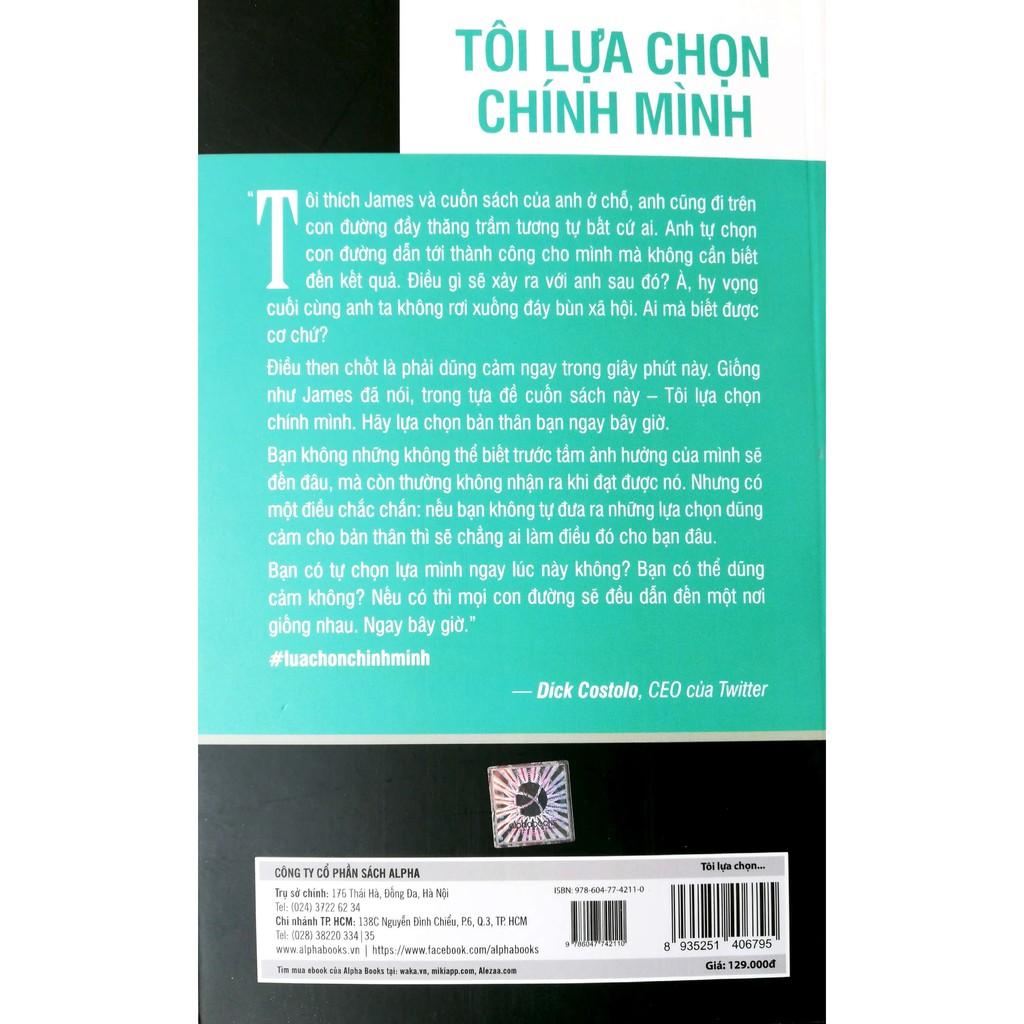 TÔI LỰA CHỌN
CHÍNH MÌNH
“Tôi thích James và cuốn sách của anh ở chỗ, anh cũng đi trên
con đường đầy thăng trầm tương tự bất cứ ai. Anh tự chọn
con đường dẫn tới thành công cho mình mà không cần biết
đến kết quả. Điều gì sẽ xảy ra với anh sau đó? À, hy vọng
cuối cùng anh ta không rơi xuống đáy bùn xã hội. Ai mà biết được
cơ chứ?
Điều then chốt là phải dũng cảm ngay trong giây phút này. Giống
như James đã nói, trong tựa đề cuốn sách này – Tôi lựa chọn
chính mình. Hãy lựa chọn bản thân bạn ngay bây giờ.
Bạn không những không thể biết trước tầm ảnh hưởng của mình sẽ
đến đâu, mà còn thường không nhận ra khi đạt được nó. Nhưng có
một điều chắc chắn: nếu bạn không tự đưa ra những lựa chọn dũng
cảm cho bản thân thì sẽ chẳng ai làm điều đó cho bạn đâu.
Bạn có tự chọn lựa mình ngay lúc này không? Bạn có thể dũng
cảm không? Nếu có thì mọi con đường sẽ đều dẫn đến một nơi
giống nhau. Ngay bây giờ.”
#luachonchinhminh
— Dick Costolo, CEO của Twitter
alphabooks
CÔNG TY CỔ PHẦN SÁCH ALPHA
Tôi lựa chọn...
Trụ sở chính: 176 Thái Hà, Đống Đa, Hà Nội
Tel: (024) 3722 62 34
Chi nhánh TP. HCM: 138C Nguyễn Đình Chiểu, P.6, Q.3, TP. HCM
Tel: (028) 38220 334 | 35
www.alphabooks.vn | https://www.facebook.com/alphabooks
ISBN: 978-604-77-4211-0
9 786047 742110
8 935251 406795
Tìm mua ebook của Alpha Books tại: waka.vn, mikiapp.com, Alezaa.com
Giá: 129.000đ